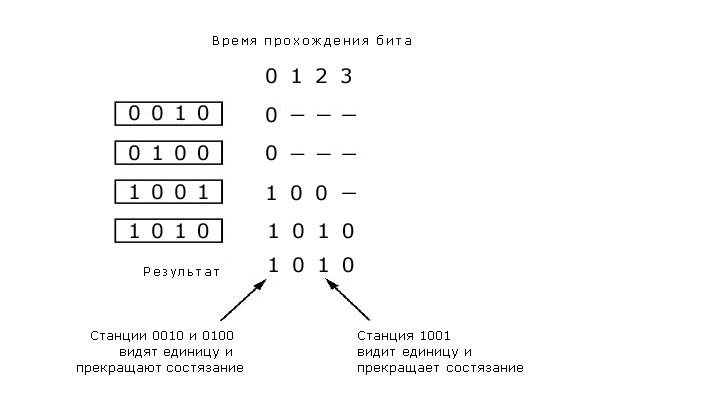 Время прохождения бита
0 1 2 3
0 0 1 0 0 – – –
0 1 0 0 0 – – –
1 0 0 1 1 0 0 –
1 0 1 0 1 0 1 0
Результат 1 0 1 0
Станции 0010 и 0100
видят единицу и
прекращают состязание
Станция 1001
видит единицу и
прекращает состязание